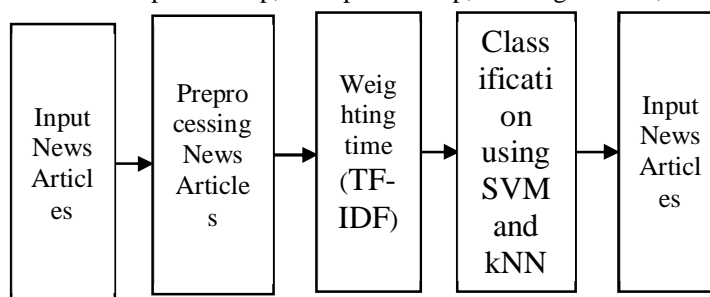 Input
News
Articl
es
Prepro
cessing
News
Article
s
Weig
hting
time
(TF-
IDF)
Class
ificati
on
using
SVM
and
kNN
Input
News
Articl
es